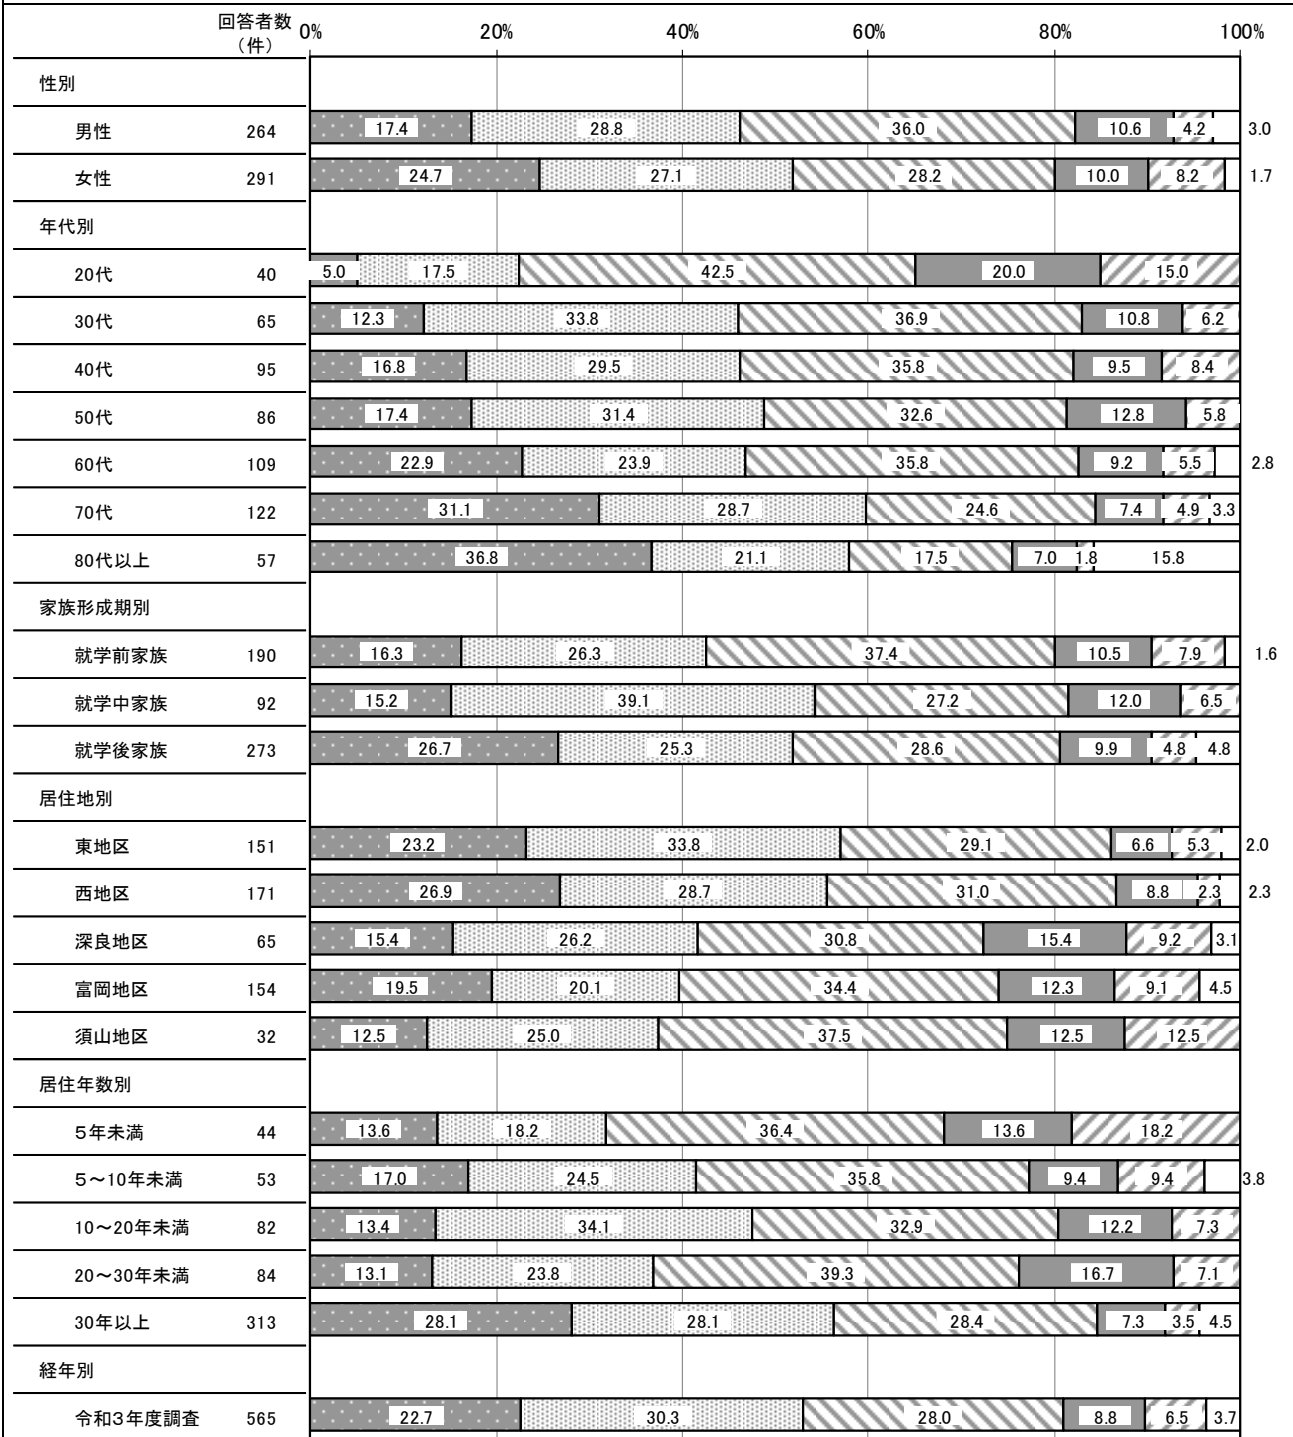 回答者数
（件）
0% 20% 40% 60% 80% 100%
性別
男性 264 17.4 28.8 36.0 10.6 4.2 3.0
女性 291 24.7 27.1 28.2 10.0 8.2 1.7
年代別
20代 40 5.0 17.5 42.5 20.0 15.0
30代 65 12.3 33.8 36.9 10.8 6.2
40代 95 16.8 29.5 35.8 9.5 8.4
50代 86 17.4 31.4 32.6 12.8 5.8
60代 109 22.9 23.9 35.8 9.2 5.5 2.8
70代 122 31.1 28.7 24.6 7.4 4.9 3.3
80代以上 57 36.8 21.1 17.5 7.0 1.8 15.8
家族形成期別
就学前家族 190 16.3 26.3 37.4 10.5 7.9 1.6
就学中家族 92 15.2 39.1 27.2 12.0 6.5
就学後家族 273 26.7 25.3 28.6 9.9 4.8 4.8
居住地別
東地区 151 23.2 33.8 29.1 6.6 5.3 2.0
西地区 171 26.9 28.7 31.0 8.8 2.3 2.3
深良地区 65 15.4 26.2 30.8 15.4 9.2 3.1
富岡地区 154 19.5 20.1 34.4 12.3 9.1 4.5
須山地区 32 12.5 25.0 37.5 12.5 12.5
居住年数別
５年未満 44 13.6 18.2 36.4 13.6 18.2
５～10年未満 53 17.0 24.5 35.8 9.4 9.4 3.8
10～20年未満 82 13.4 34.1 32.9 12.2 7.3
20～30年未満 84 13.1 23.8 39.3 16.7 7.1
30年以上 313 28.1 28.1 28.4 7.3 3.5 4.5
経年別
令和３年度調査 565 22.7 30.3 28.0 8.8 6.5 3.7